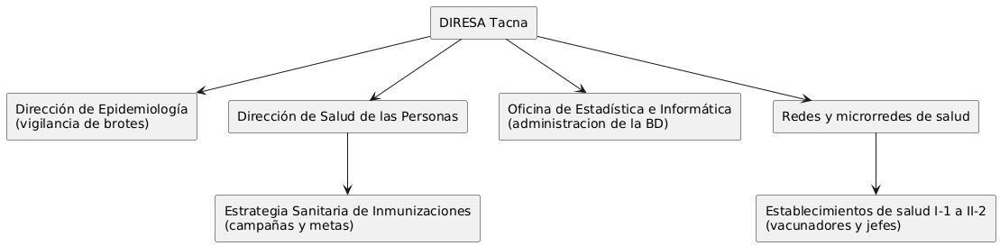 DIRESA Tacna
Dirección de Epidemiología
(vigilancia de brotes)
Dirección de Salud de las Personas
Oficina de Estadística e Informática
(administracion de la BD)
Redes y microrredes de salud
Estrategia Sanitaria de Inmunizaciones
(campañas y metas)
Establecimientos de salud I-1 a II-2
(vacunadores y jefes)